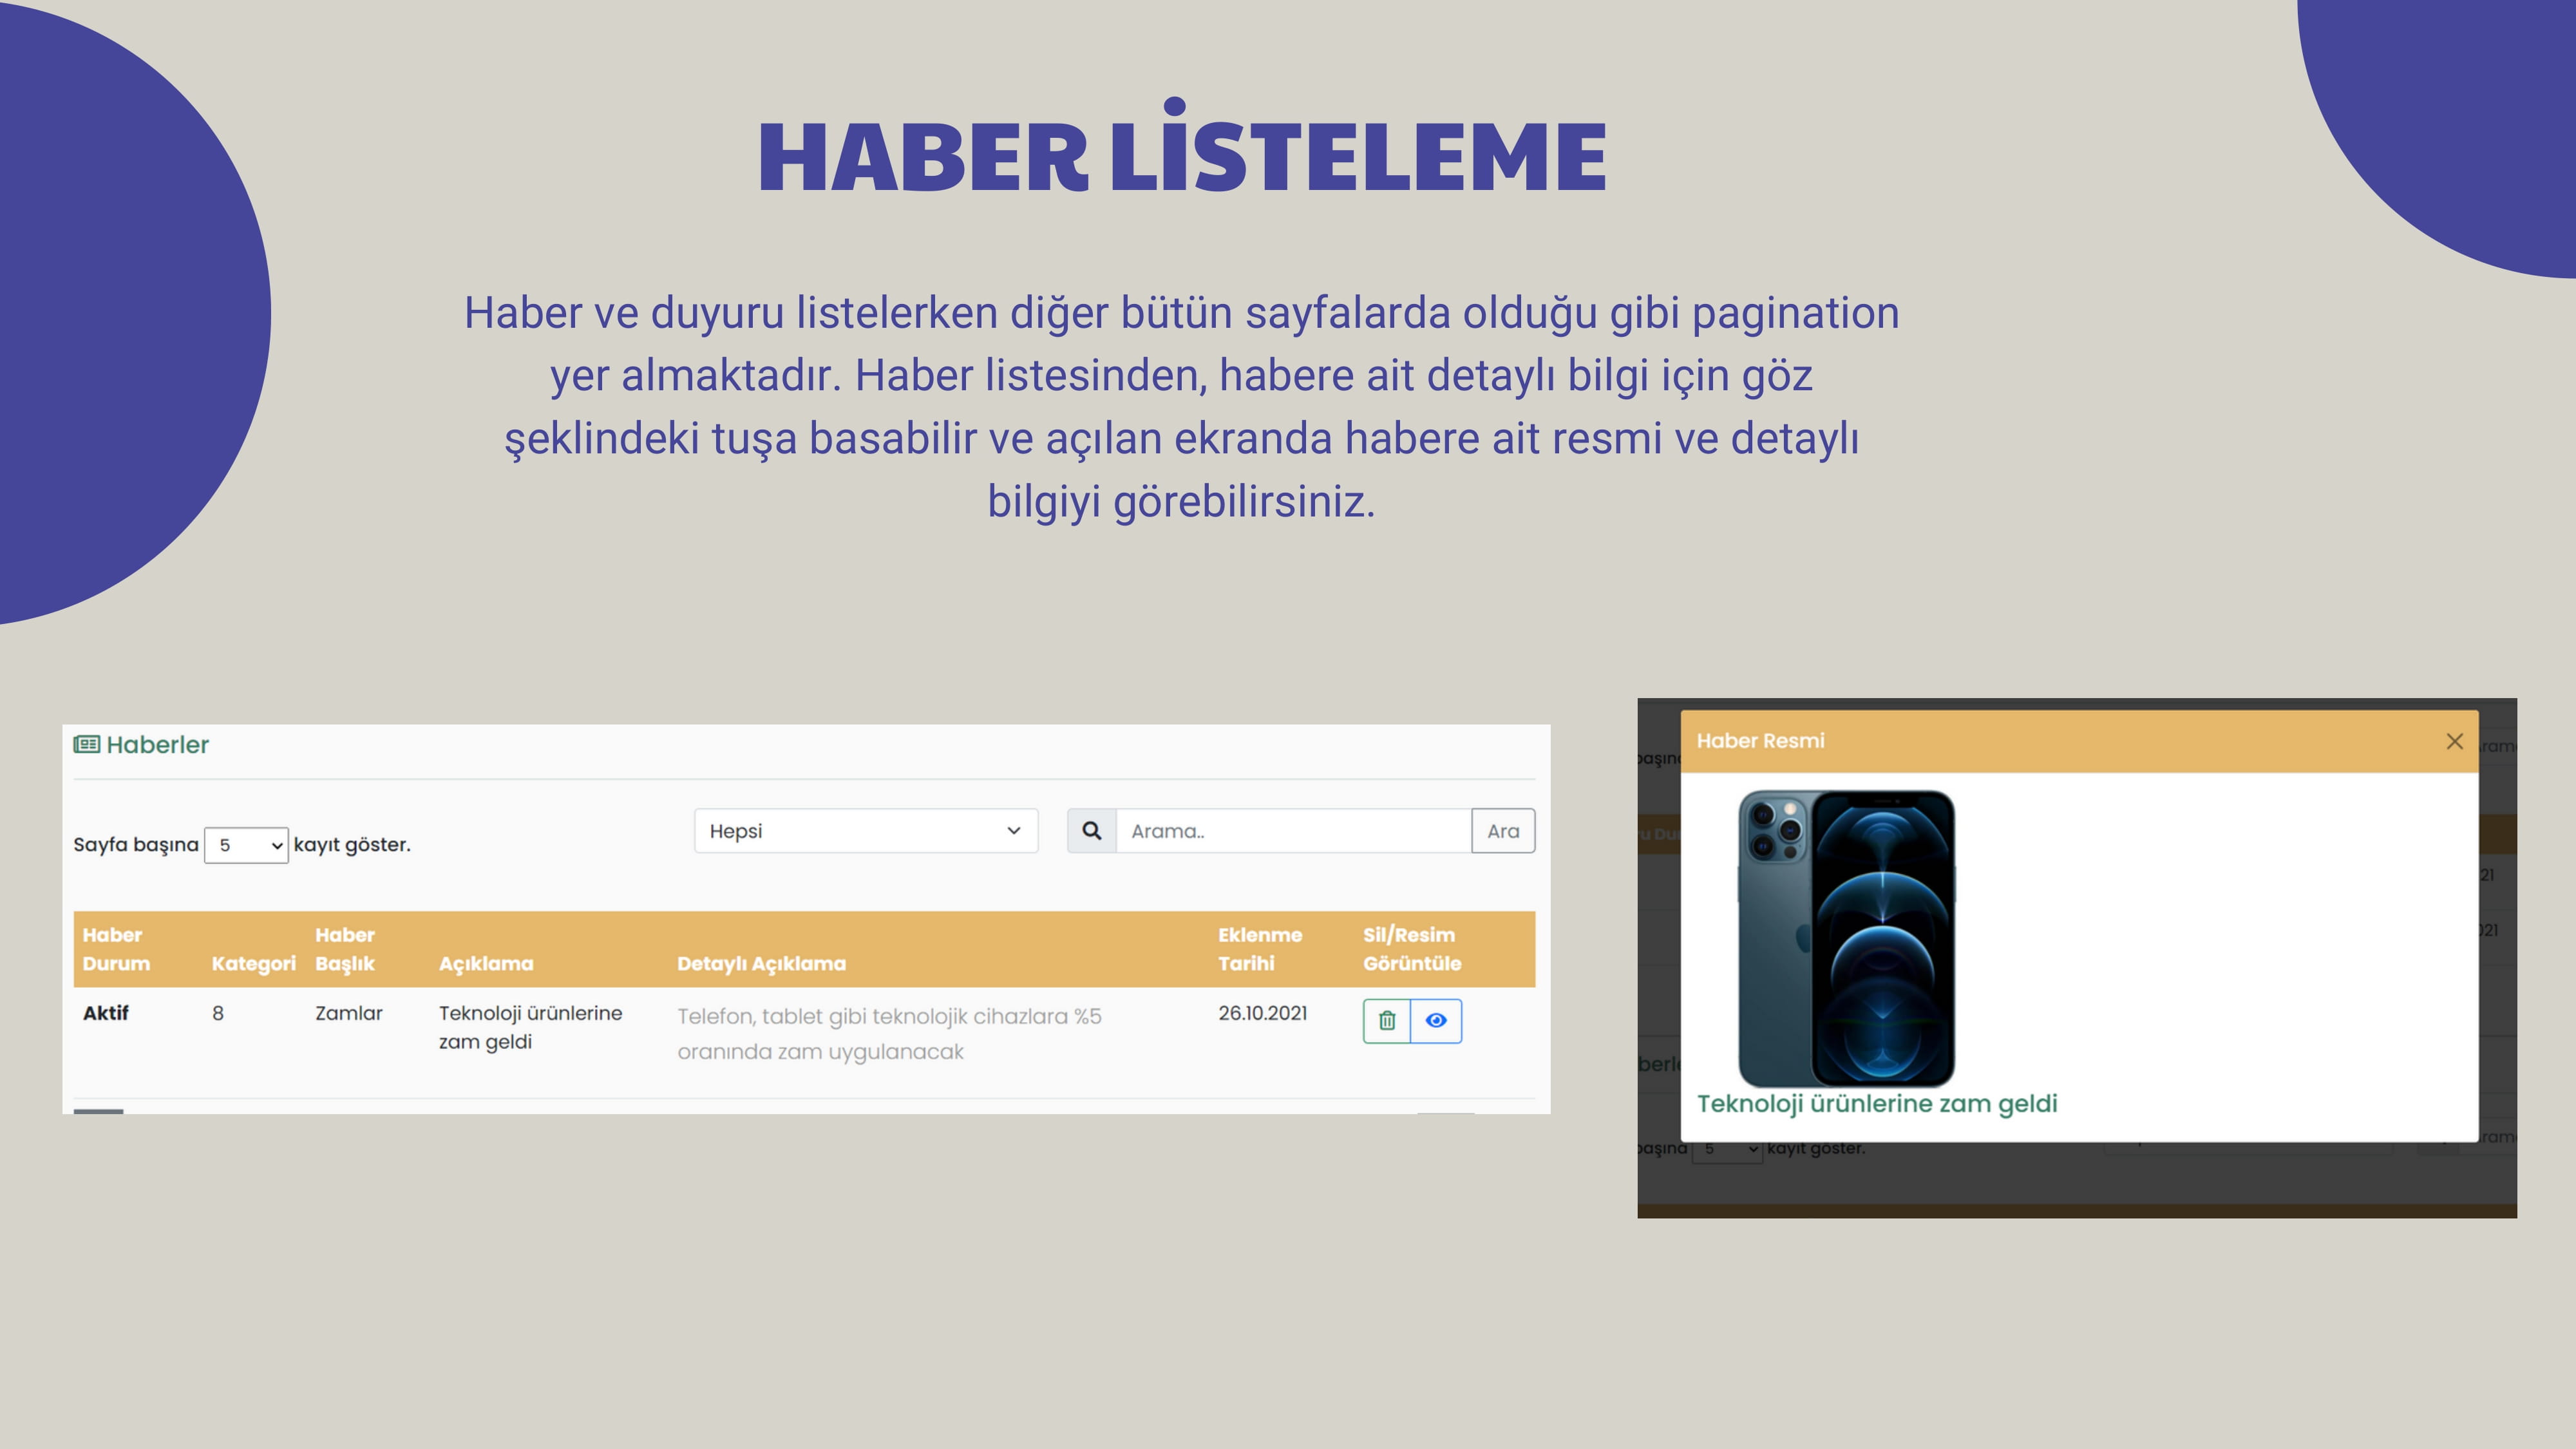 HABER LİSTELEME
Haber ve duyuru listelerken diğer bütün sayfalarda olduğu gibi pagination
yer almaktadır. Haber listesinden, habere ait detaylı bilgi için göz
şeklindeki tuşa basabilir ve açılan ekranda habere ait resmi ve detaylı
bilgiyi görebilirsiniz.
Haberler
Sayfa başına 5 kayıt göster.
Hepsi
Arama..
Ara
Haber Durum
Kategori
Haber Başlık
Açıklama
Detaylı Açıklama
Eklenme Tarihi
Sil/Resim Görüntüle
Aktif
8
Zamlar
Teknoloji ürünlerine
zam geldi
Telefon, tablet gibi teknolojik cihazlara %5
oranında zam uygulanacak
26.10.2021
Haber Resmi
Teknoloji ürünlerine zam geldi
5 kayıt göster.